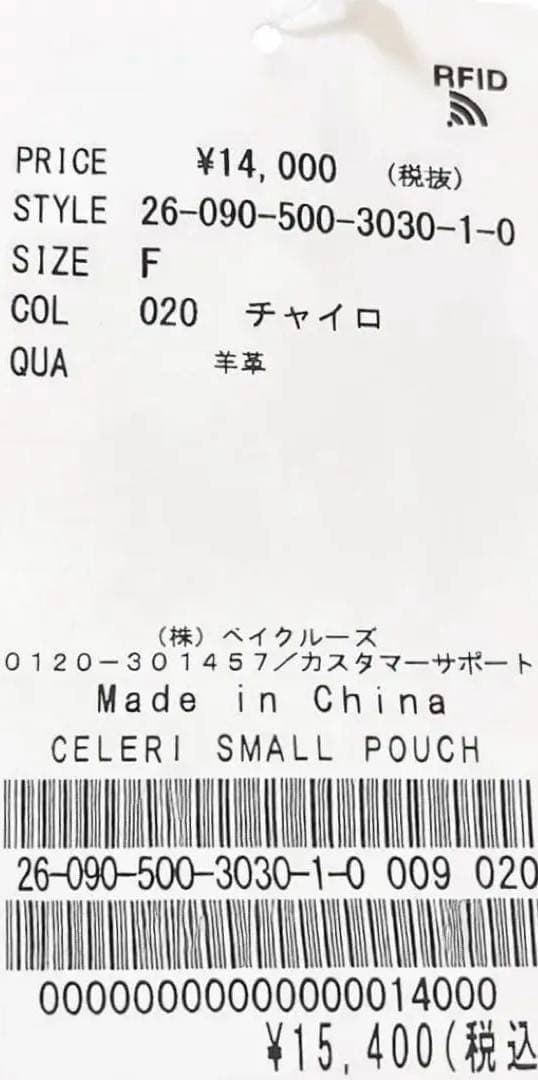 RFID
PRICE ¥14,000 (税抜)
STYLE 26-090-500-3030-1-0
SIZE F
COL 020 チャイロ
QUA 羊革
(株) ベイクルーズ
0120-301457/カスタマーサポート
Made in China
CELERI SMALL POUCH
26-090-500-3030-1-0 009 020
00000000000000014000
¥15,400(税込